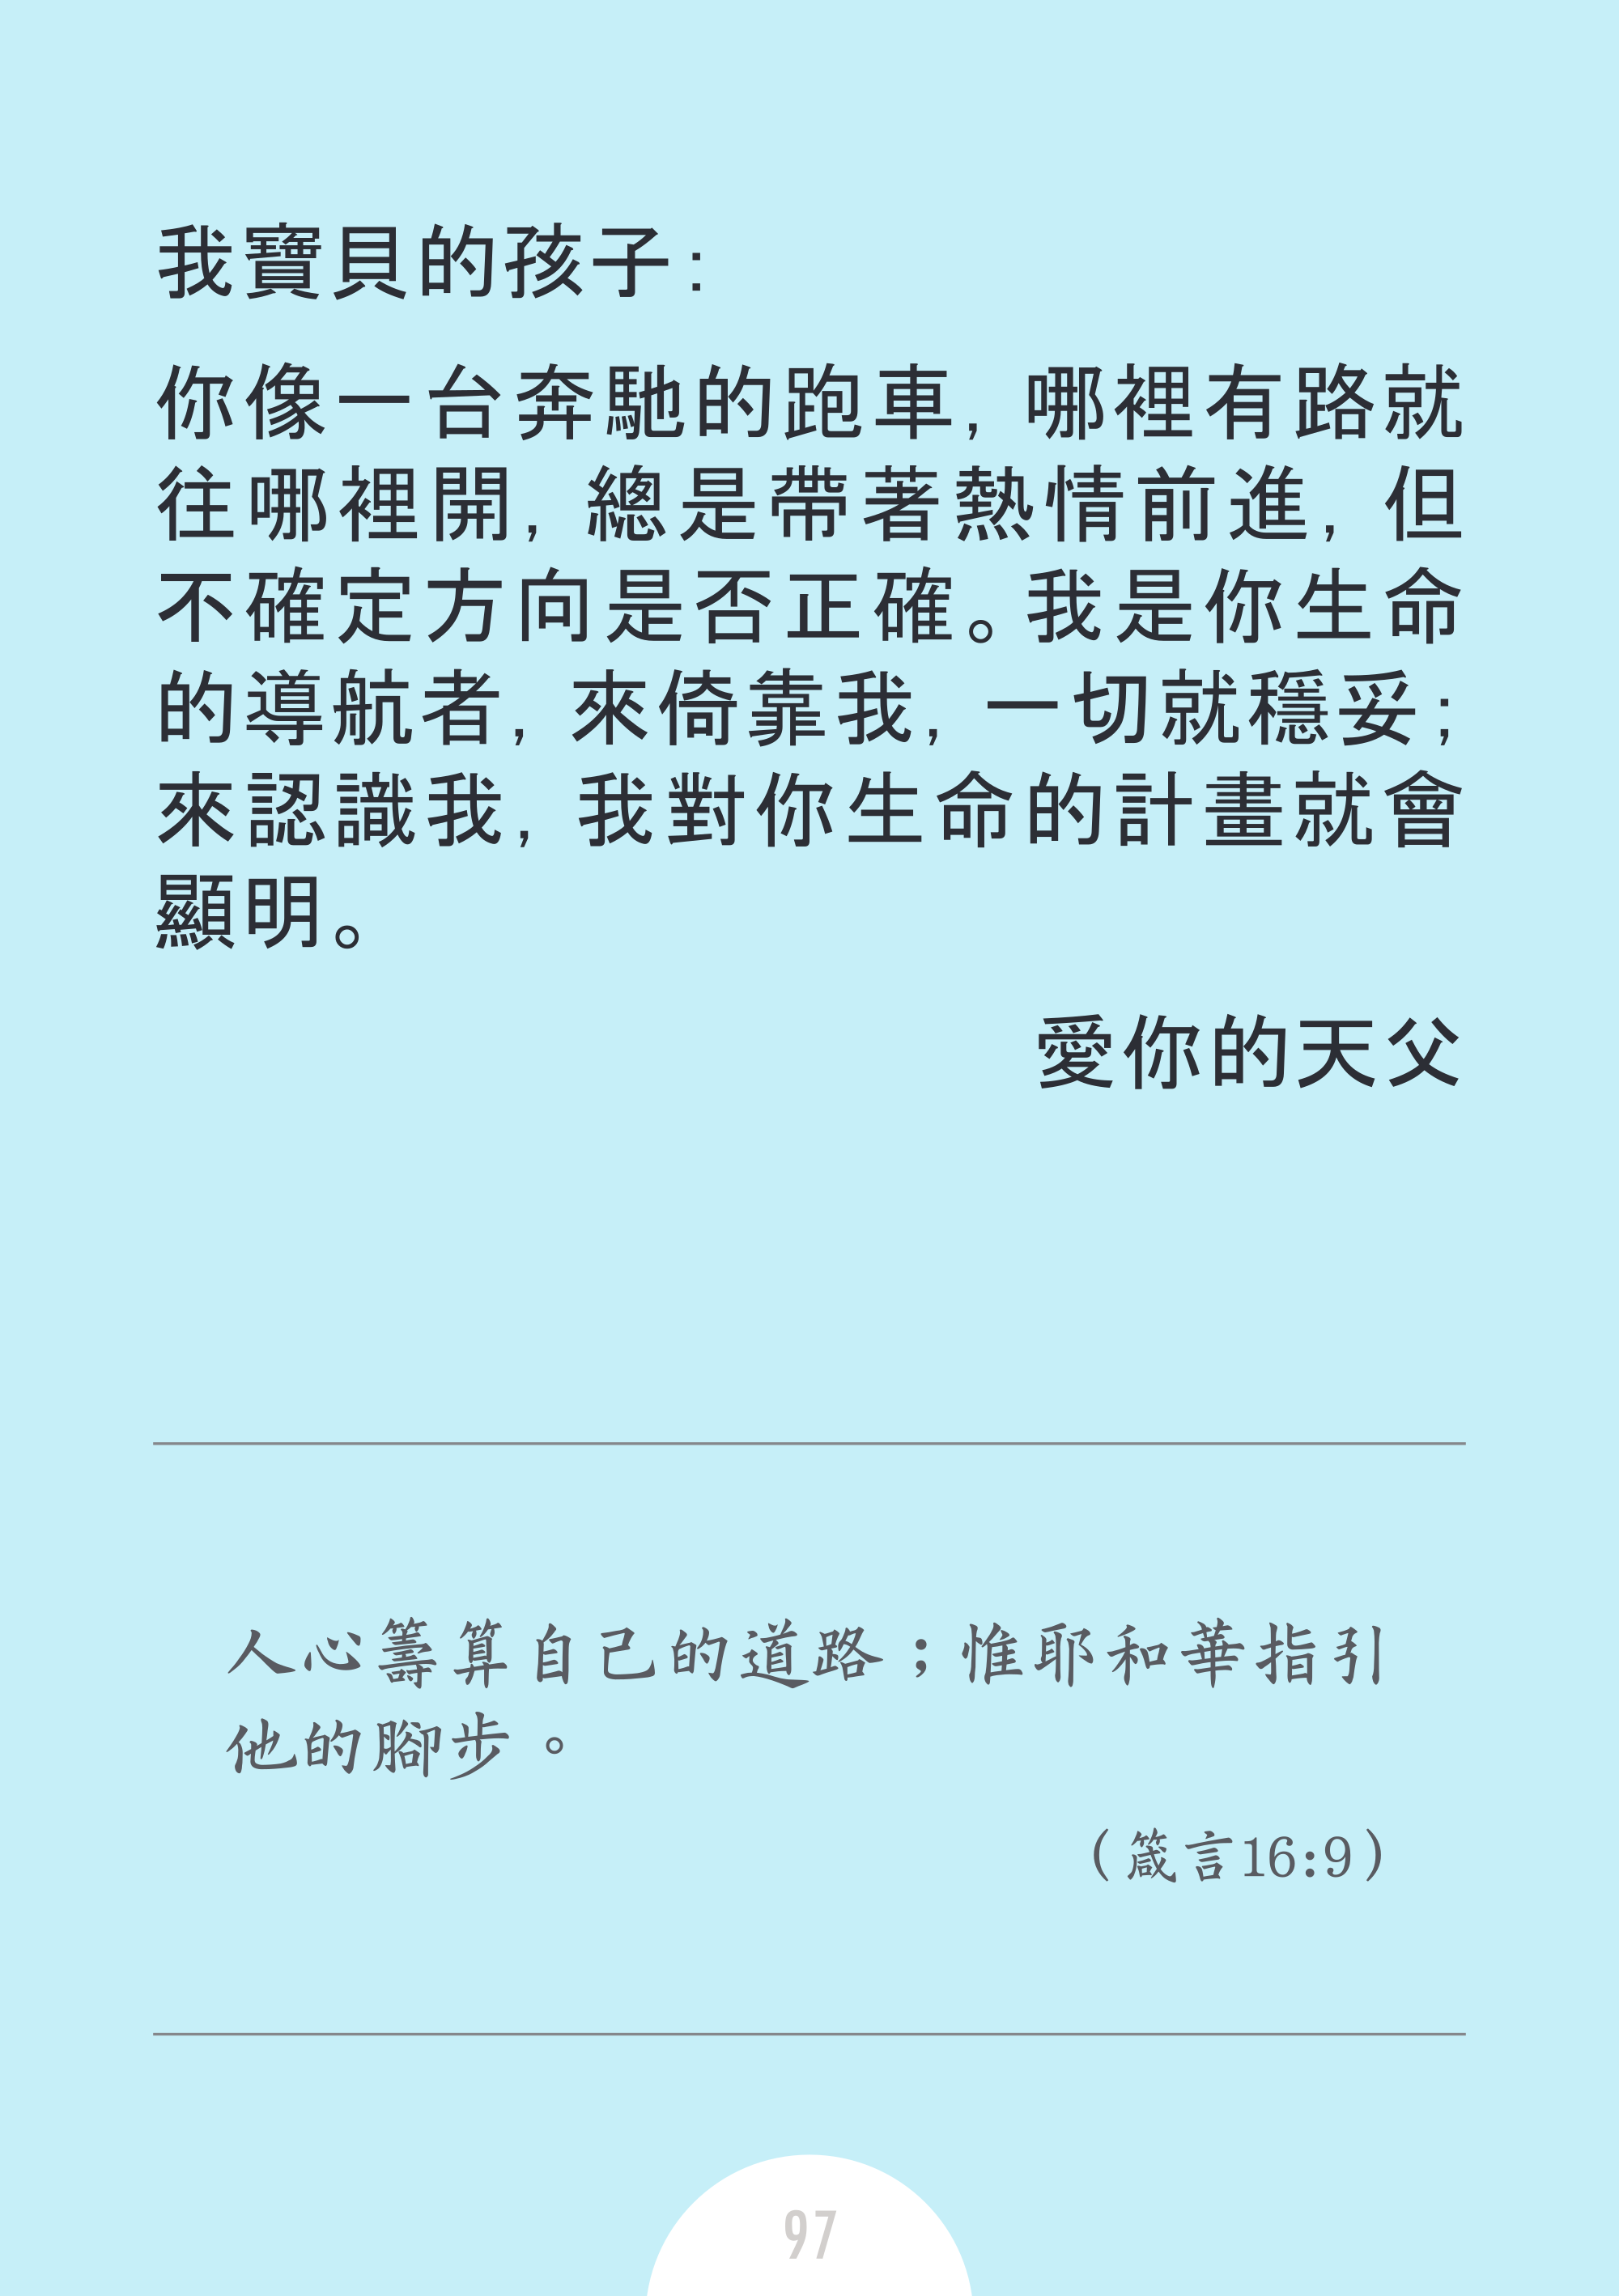 我寶貝的孩子：
你像一台奔馳的跑車，哪裡有路就
往哪裡開，總是帶著熱情前進，但
不確定方向是否正確。我是你生命
的導航者，來倚靠我，一切就穩妥；
來認識我，我對你生命的計畫就會
顯明。
愛你的天父
人心籌算自己的道路；惟耶和華指引
他的腳步。
（箴言16:9）
97